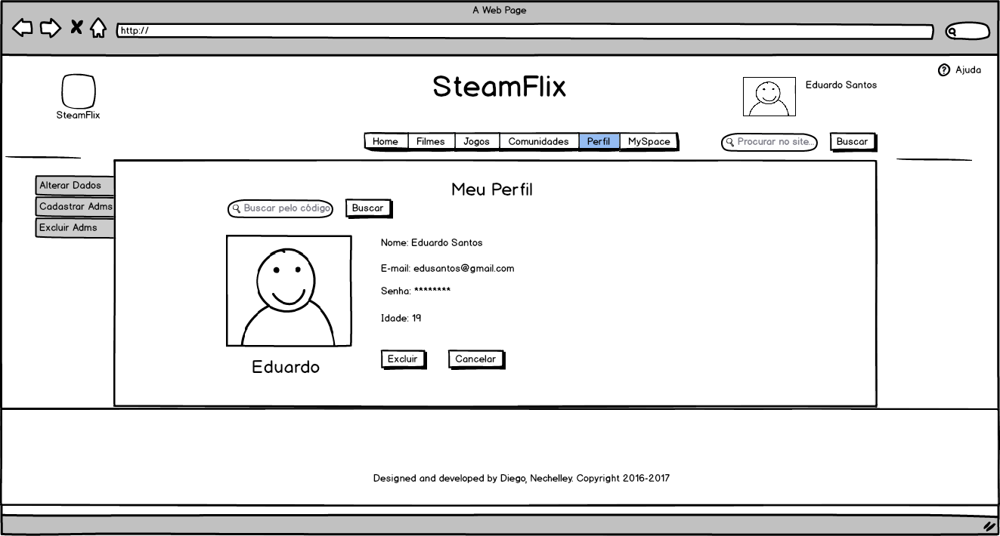 A Web Page
http://
Ajuda
SteamFlix
SteamFlix
Eduardo Santos
Home Filmes Jogos Comunidades Perfil MySpace
Procurar no site... Buscar
Alterar Dados
Cadastrar Adms
Excluir Adms
Meu Perfil
Buscar pelo código Buscar
Nome: Eduardo Santos
E-mail: edusantos@gmail.com
Senha: ********
Idade: 19
Excluir Cancelar
Eduardo
Designed and developed by Diego, Nechelley. Copyright 2016-2017